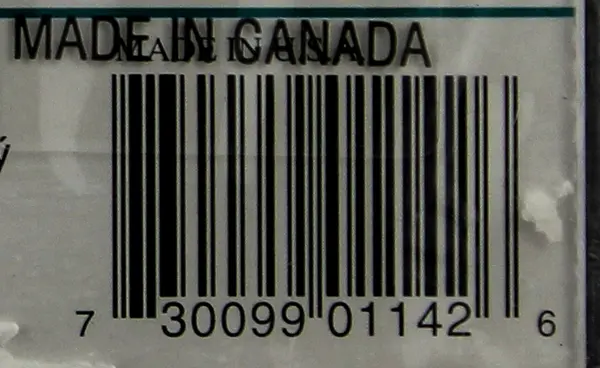 MADE IN CANADA
MADE IN U.S.A.
7 30099 01142 6